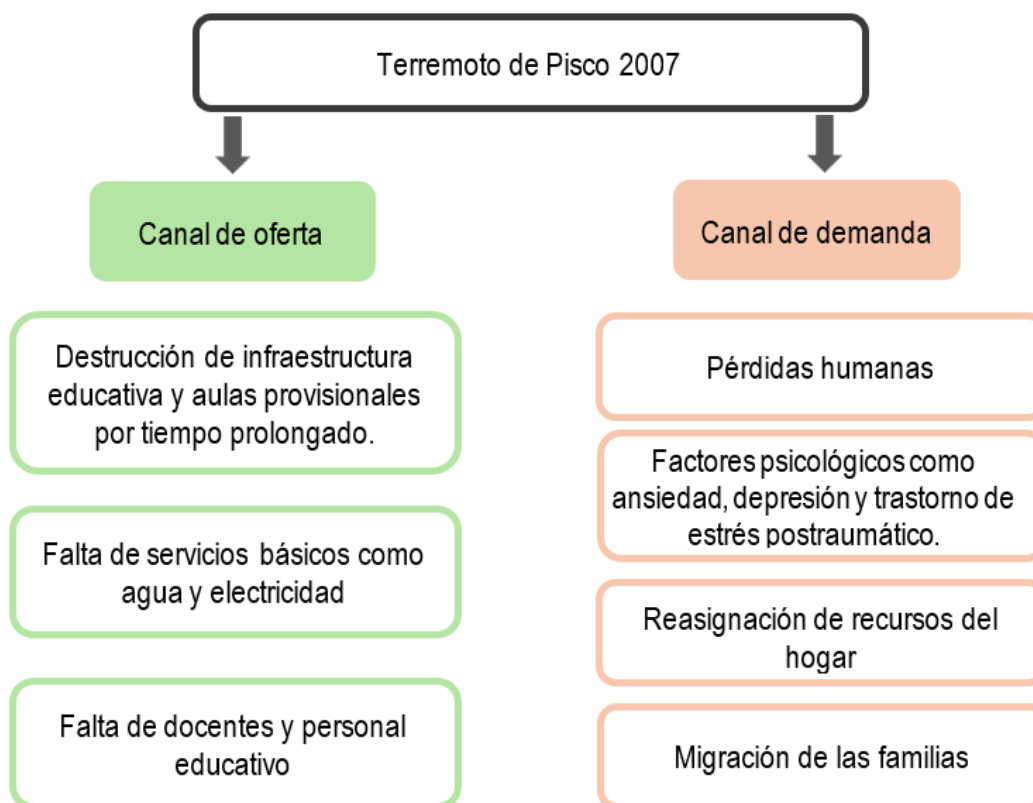 Terremoto de Pisco 2007
Canal de oferta
Canal de demanda
Destrucción de infraestructura
educativa y aulas provisionales
por tiempo prolongado.
Falta de servicios básicos como
agua y electricidad
Falta de docentes y personal
educativo
Pérdidas humanas
Factores psicológicos como
ansiedad, depresión y trastorno de
estrés postraumático.
Reasignación de recursos del
hogar
Migración de las familias